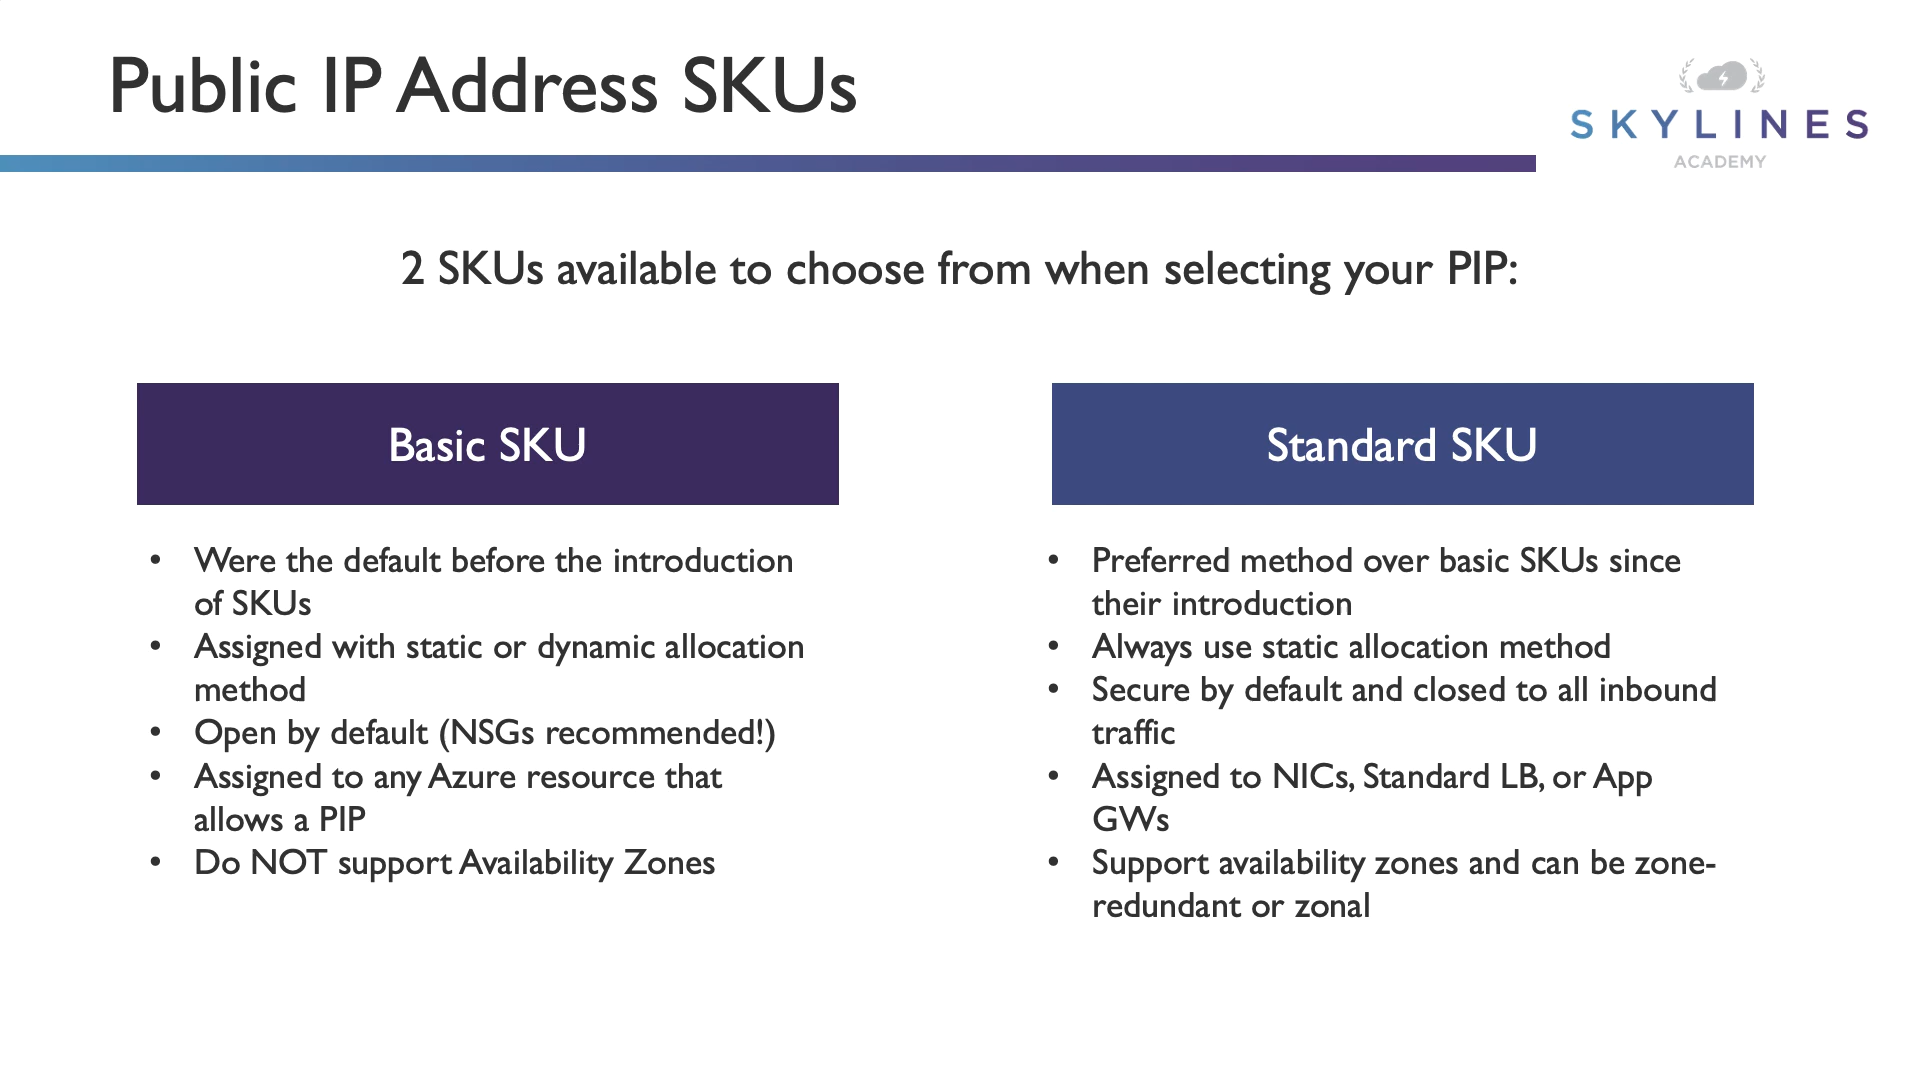 Public IP Address SKUs
SKYLINES
ACADEMY
2 SKUs available to choose from when selecting your PIP:
Basic SKU
• Were the default before the introduction
of SKUs
• Assigned with static or dynamic allocation
method
• Open by default (NSGs recommended!)
• Assigned to any Azure resource that
allows a PIP
• Do NOT support Availability Zones
Standard SKU
• Preferred method over basic SKUs since
their introduction
• Always use static allocation method
• Secure by default and closed to all inbound
traffic
• Assigned to NICs, Standard LB, or App
GWs
• Support availability zones and can be zone-
redundant or zonal